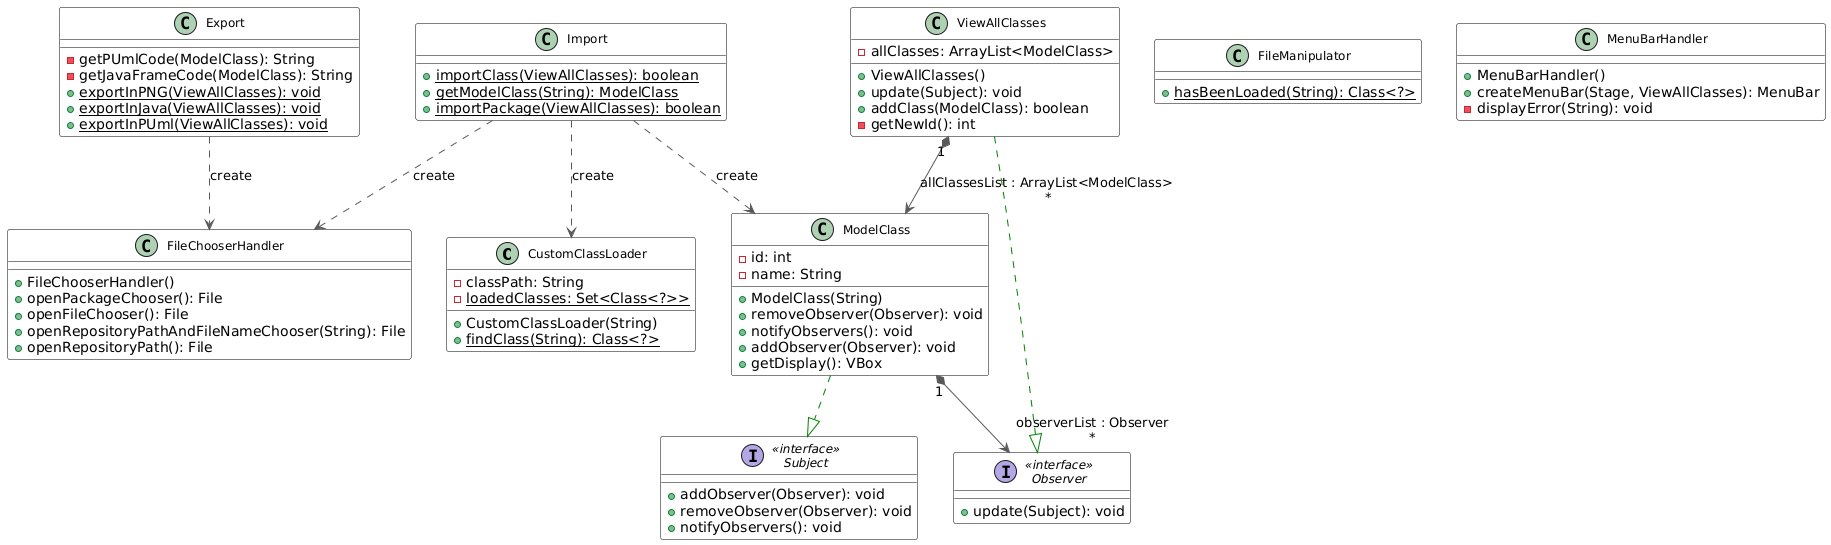 C Export
getPUmlCode(ModelClass): String
getJavaFrameCode(ModelClass): String
exportInPNG(ViewAllClasses): void
exportInJava(ViewAllClasses): void
exportInPUml(ViewAllClasses): void
C Import
importClass(ViewAllClasses): boolean
getModelClass(String): ModelClass
importPackage(ViewAllClasses): boolean
C ViewAllClasses
allClasses: ArrayList<ModelClass>
ViewAllClasses()
update(Subject): void
addClass(ModelClass): boolean
getNewId(): int
C FileManipulator
hasBeenLoaded(String): Class<?>
C MenuBarHandler
MenuBarHandler()
createMenuBar(Stage, ViewAllClasses): MenuBar
displayError(String): void
create
create
create
create
1
allClassesList : ArrayList<ModelClass>
*
C FileChooserHandler
FileChooserHandler()
openPackageChooser(): File
openFileChooser(): File
openRepositoryPathAndFileNameChooser(String): File
openRepositoryPath(): File
C CustomClassLoader
classPath: String
loadedClasses: Set<Class<?>>
CustomClassLoader(String)
findClass(String): Class<?>
C ModelClass
id: int
name: String
ModelClass(String)
removeObserver(Observer): void
notifyObservers(): void
addObserver(Observer): void
getDisplay(): VBox
1
observerList : Observer
*
I «interface»
Subject
addObserver(Observer): void
removeObserver(Observer): void
notifyObservers(): void
I «interface»
Observer
update(Subject): void